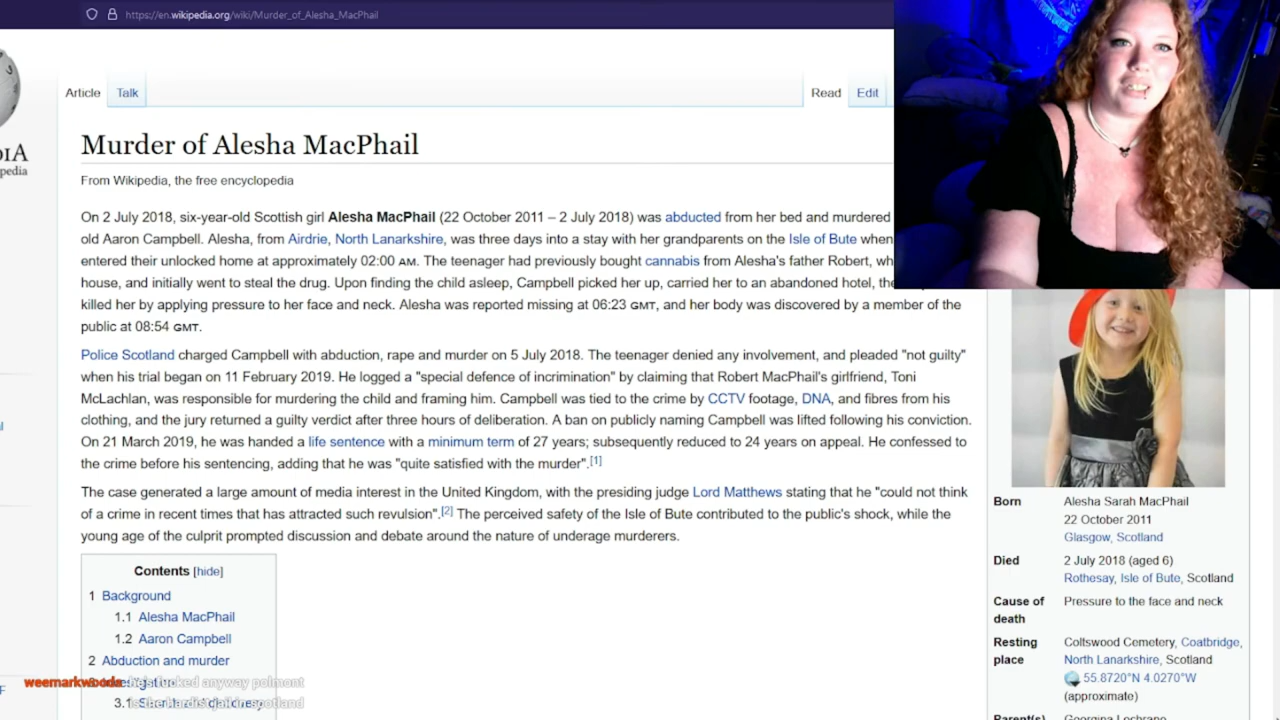 https://en.wikipedia.org/wiki/Murder_of_Alesha_MacPhail
Article Talk Read Edit
Murder of Alesha MacPhail
From Wikipedia, the free encyclopedia
On 2 July 2018, six-year-old Scottish girl Alesha MacPhail (22 October 2011 – 2 July 2018) was abducted from her bed and murdered
old Aaron Campbell. Alesha, from Airdrie, North Lanarkshire, was three days into a stay with her grandparents on the Isle of Bute when
entered their unlocked home at approximately 02:00 AM. The teenager had previously bought cannabis from Alesha's father Robert, wh
house, and initially went to steal the drug. Upon finding the child asleep, Campbell picked her up, carried her to an abandoned hotel, the
killed her by applying pressure to her face and neck. Alesha was reported missing at 06:23 GMT, and her body was discovered by a member of the
public at 08:54 GMT.
Police Scotland charged Campbell with abduction, rape and murder on 5 July 2018. The teenager denied any involvement, and pleaded "not guilty"
when his trial began on 11 February 2019. He logged a "special defence of incrimination" by claiming that Robert MacPhail's girlfriend, Toni
McLachlan, was responsible for murdering the child and framing him. Campbell was tied to the crime by CCTV footage, DNA, and fibres from his
clothing, and the jury returned a guilty verdict after three hours of deliberation. A ban on publicly naming Campbell was lifted following his conviction.
On 21 March 2019, he was handed a life sentence with a minimum term of 27 years; subsequently reduced to 24 years on appeal. He confessed to
the crime before his sentencing, adding that he was "quite satisfied with the murder".[1]
The case generated a large amount of media interest in the United Kingdom, with the presiding judge Lord Matthews stating that he "could not think
of a crime in recent times that has attracted such revulsion".[2] The perceived safety of the Isle of Bute contributed to the public's shock, while the
young age of the culprit prompted discussion and debate around the nature of underage murderers.
Contents [hide]
1 Background
1.1 Alesha MacPhail
1.2 Aaron Campbell
2 Abduction and murder
3.1
weemarkwoods: he's fucked anyway polmont
is the hardist jail in scotland
Born Alesha Sarah MacPhail
22 October 2011
Glasgow, Scotland
Died 2 July 2018 (aged 6)
Rothesay, Isle of Bute, Scotland
Cause of death Pressure to the face and neck
Resting place Coltswood Cemetery, Coatbridge,
North Lanarkshire, Scotland
55.8720°N 4.0270°W
(approximate)
Parent(s) Georgina Lochrane